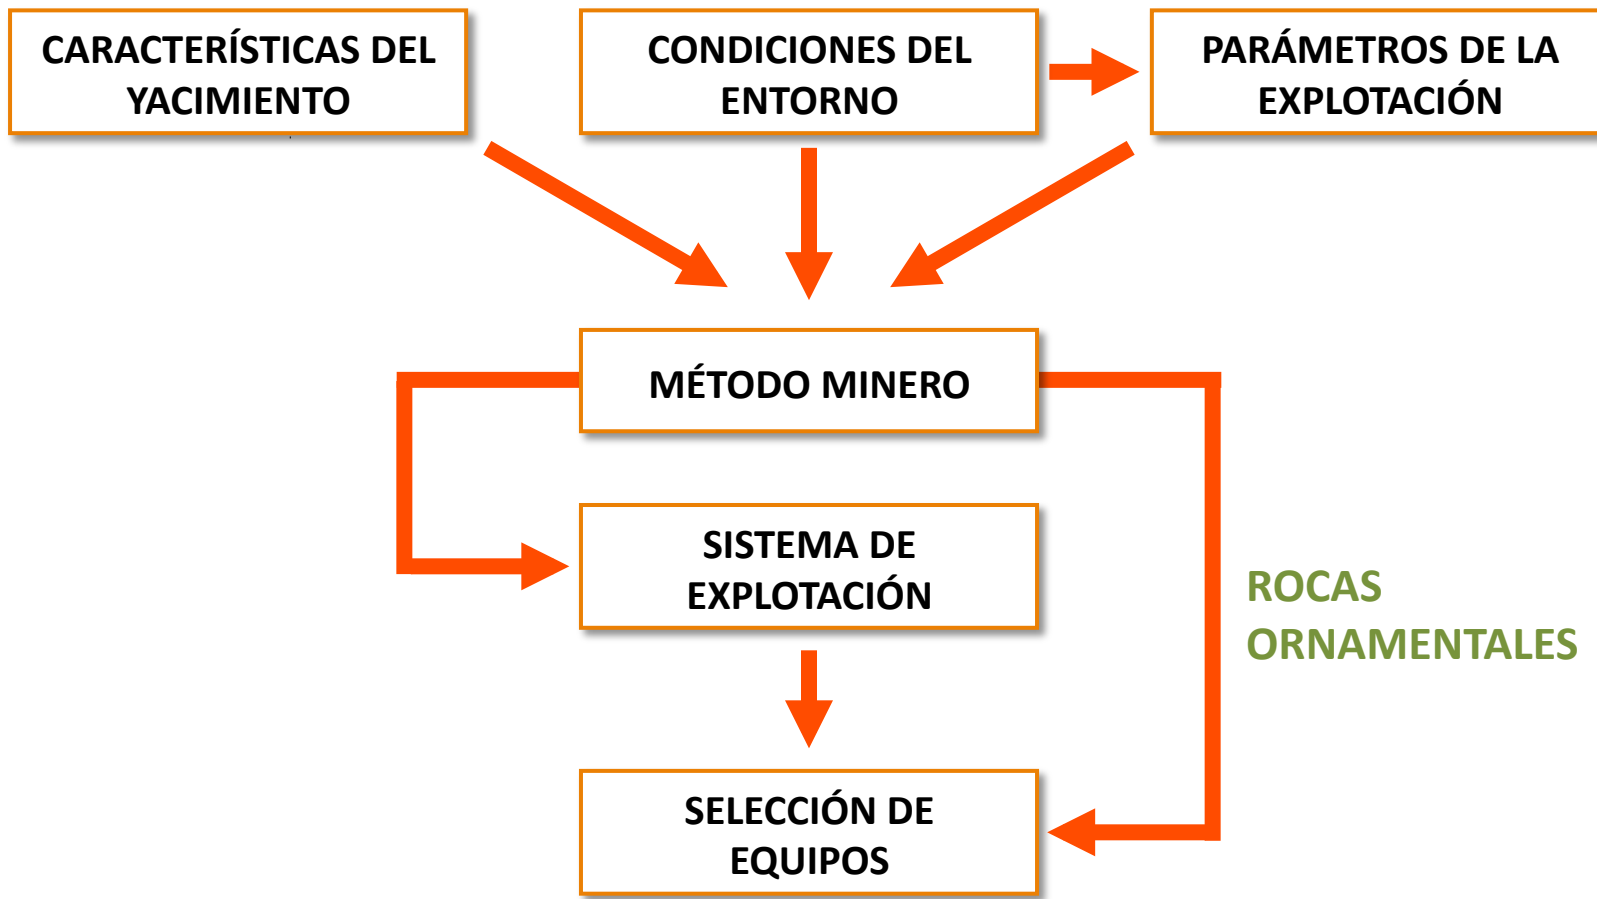 CARACTERÍSTICAS DEL
YACIMIENTO
CONDICIONES DEL
ENTORNO
PARÁMETROS DE LA
EXPLOTACIÓN
MÉTODO MINERO
SISTEMA DE
EXPLOTACIÓN
ROCAS
ORNAMENTALES
SELECCIÓN DE
EQUIPOS